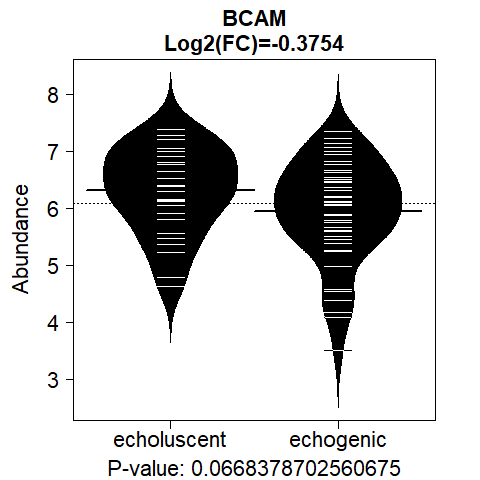 BCAM
Log2(FC)=-0.3754
Abundance
8
7
6
5
4
3
echoluscent echogenic
P-value: 0.0668378702560675